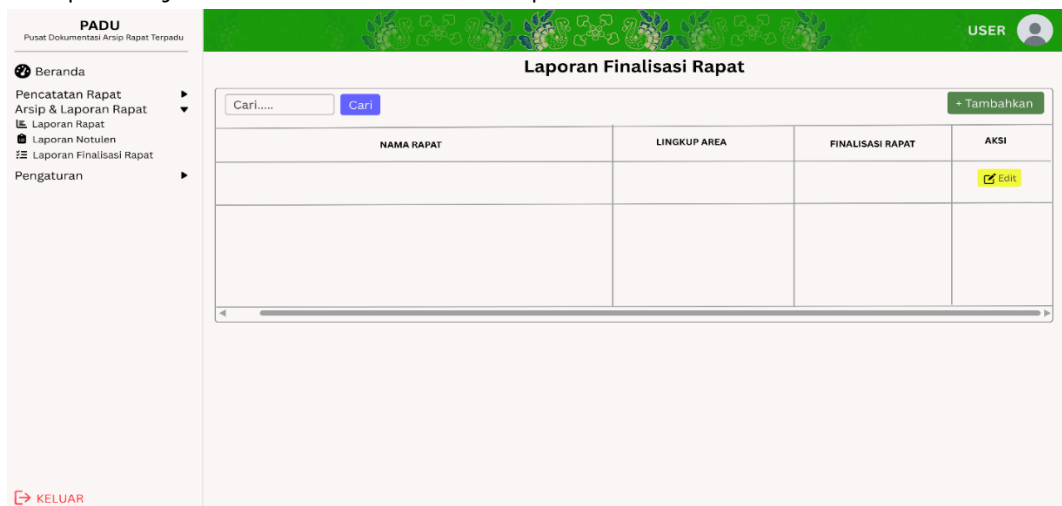 PADU
Pusat Dokumentasi Arsip Rapat Terpadu
USER
Beranda
Pencatatan Rapat
Arsip & Laporan Rapat
Laporan Rapat
Laporan Notulen
Laporan Finalisasi Rapat
Pengaturan
KELUAR
Laporan Finalisasi Rapat
Cari.....
Cari
+ Tambahkan
NAMA RAPAT LINGKUP AREA FINALISASI RAPAT AKSI
Edit